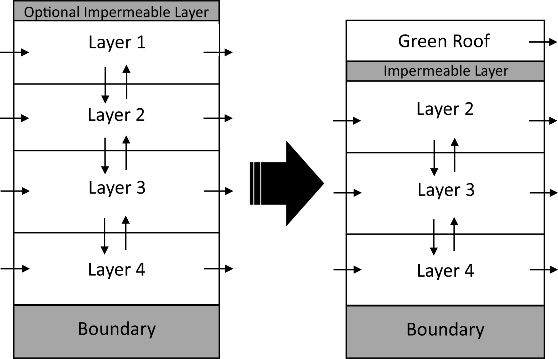 Optional Impermeable Layer
Layer 1
Layer 2
Layer 3
Layer 4
Boundary
Green Roof
Impermeable Layer
Layer 2
Layer 3
Layer 4
Boundary